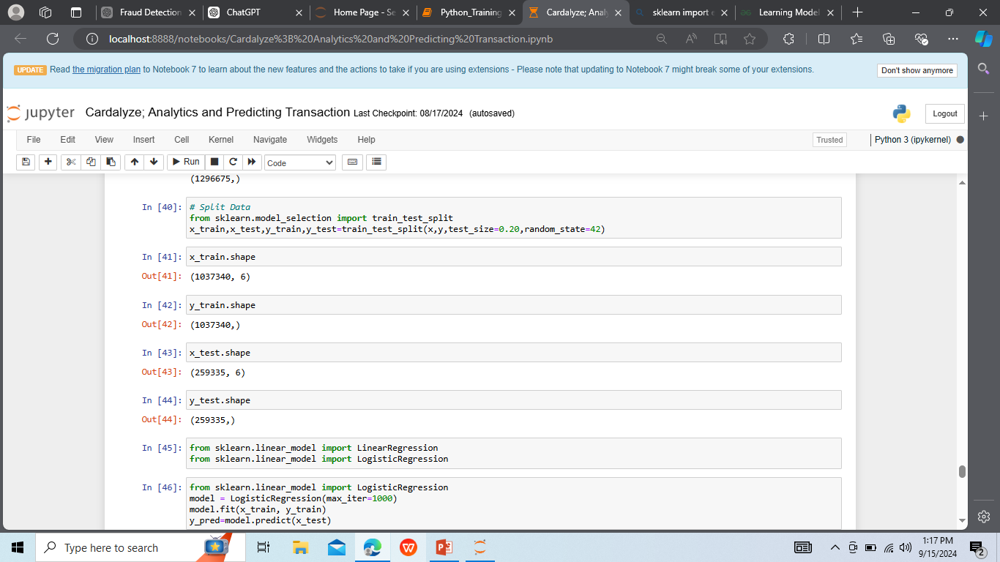 Fraud Detection
ChatGPT
Home Page - Se
Python_Training
Cardalyze; Anal
sklearn import e
Learning Model
localhost:8888/notebooks/Cardalyze%3B%20Analytics%20and%20Predicting%20Transaction.ipynb
UPDATE Read the migration plan to Notebook 7 to learn about the new features and the actions to take if you are using extensions - Please note that updating to Notebook 7 might break some of your extensions.
Don't show anymore
jupyter Cardalyze; Analytics and Predicting Transaction Last Checkpoint: 08/17/2024 (autosaved)
Logout
File Edit View Insert Cell Kernel Navigate Widgets Help
Trusted
Python 3 (ipykernel)
Run
Code
(1296675,)
In [40]: # Split Data
from sklearn.model_selection import train_test_split
x_train,x_test,y_train,y_test=train_test_split(x,y,test_size=0.20,random_state=42)
In [41]: x_train.shape
Out[41]: (1037340, 6)
In [42]: y_train.shape
Out[42]: (1037340,)
In [43]: x_test.shape
Out[43]: (259335, 6)
In [44]: y_test.shape
Out[44]: (259335,)
In [45]: from sklearn.linear_model import LinearRegression
from sklearn.linear_model import LogisticRegression
In [46]: from sklearn.linear_model import LogisticRegression
model = LogisticRegression(max_iter=1000)
model.fit(x_train, y_train)
y_pred=model.predict(x_test)
Type here to search
1:17 PM
9/15/2024
2